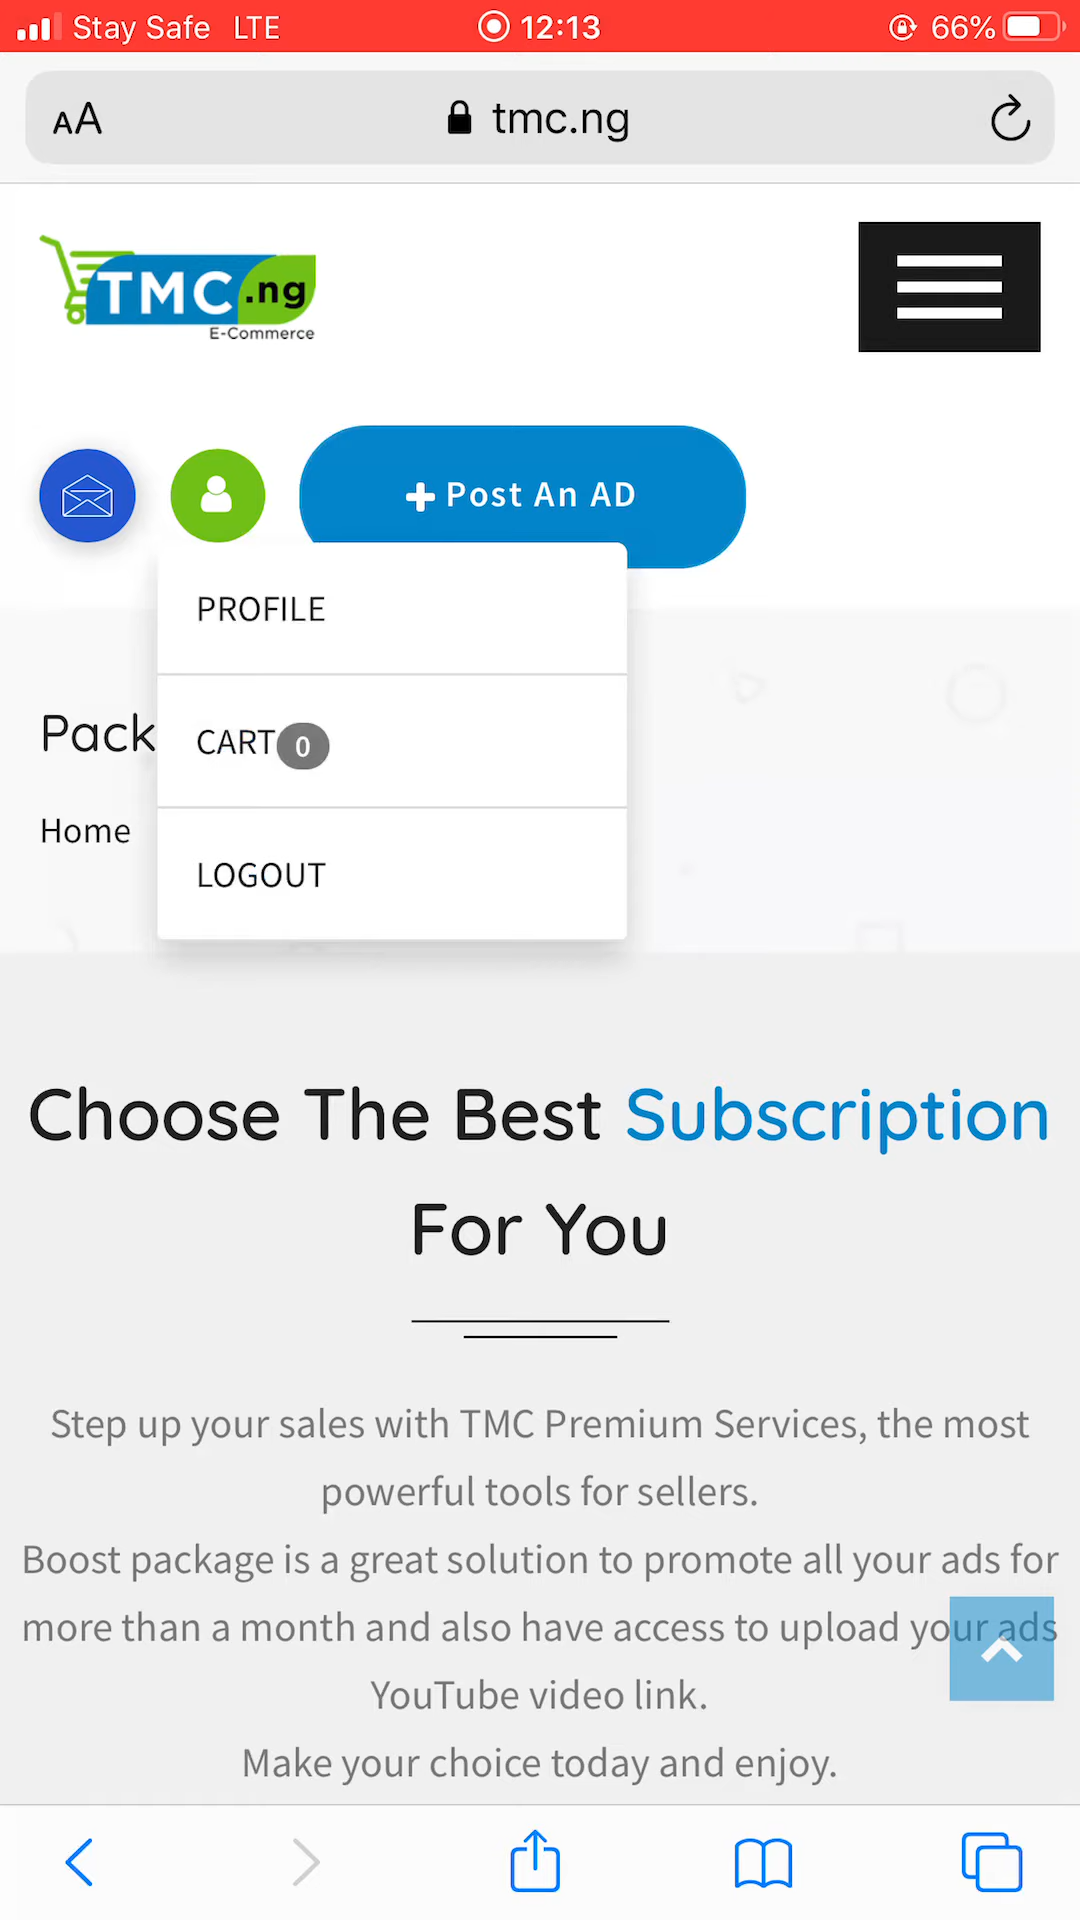 Stay Safe LTE 12:13 66%
AA tmc.ng
TMC.ng
E-Commerce
Post An AD
PROFILE
Pack
CART 0
Home
LOGOUT
Choose The Best Subscription
For You
Step up your sales with TMC Premium Services, the most
powerful tools for sellers.
Boost package is a great solution to promote all your ads for
more than a month and also have access to upload your ads
YouTube video link.
Make your choice today and enjoy.